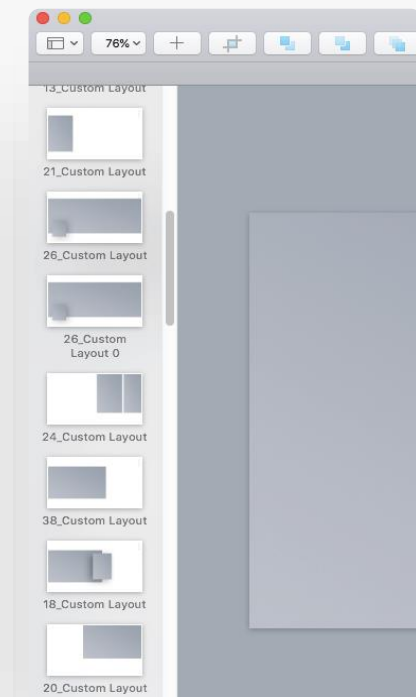 76%
13_Custom Layout
21_Custom Layout
26_Custom Layout
26_Custom
Layout 0
24_Custom Layout
38_Custom Layout
18_Custom Layout
20_Custom Layout